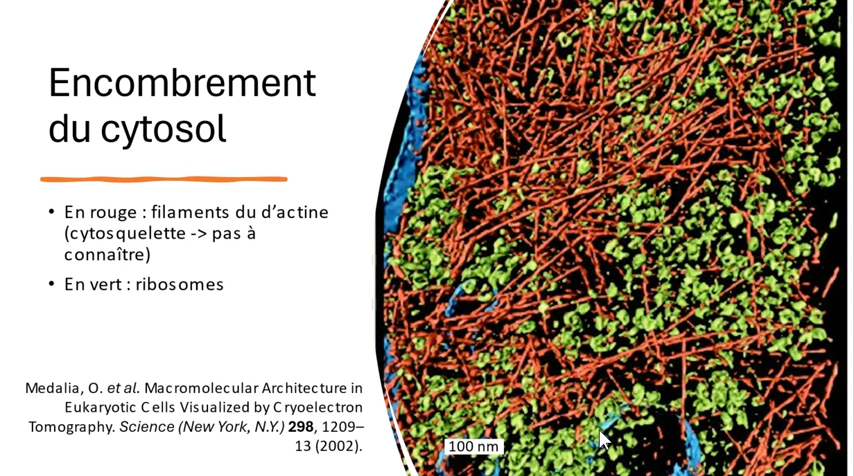 Encombrement
du cytosol
• En rouge : filaments du d’actine
(cytosquelette -> pas à
connaître)
• En vert : ribosomes
Medalia, O. et al. Macromolecular Architecture in
Eukaryotic Cells Visualized by Cryoelectron
Tomography. Science (New York, N.Y.) 298, 1209–
13 (2002).
100 nm